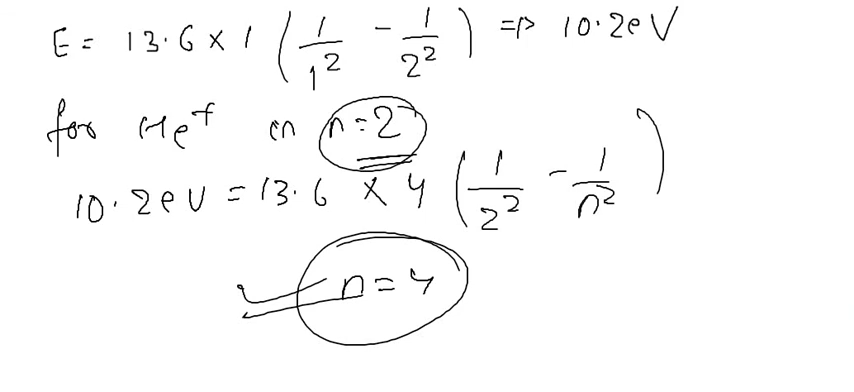 E = 13.6 × 1 ( 1/1² - 1/2² ) ⇒ 10.2eV
for He⁺ in n=2
10.2eV = 13.6 × 4 ( 1/2² - 1/n² )
n=4